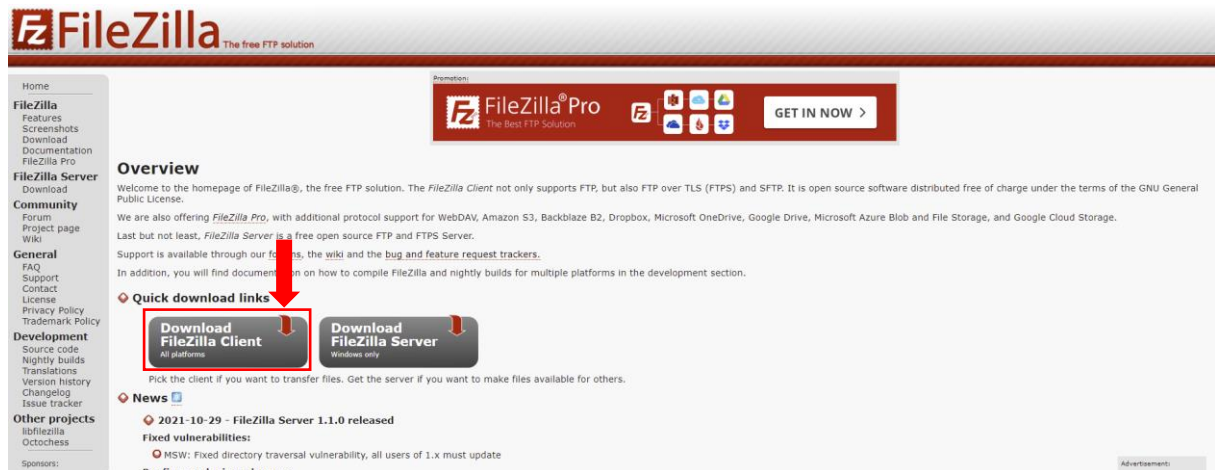 FileZilla The free FTP solution
Home
FileZilla
Features
Screenshots
Download
Documentation
FileZilla Pro
FileZilla Server
Download
Community
Forum
Project page
Wiki
General
FAQ
Support
Contact
License
Privacy Policy
Trademark Policy
Development
Source code
Nightly builds
Translations
Version history
Changelog
Issue tracker
Other projects
libfilezilla
Octochess
Sponsors:
Promotion:
FileZilla® Pro
The Best FTP Solution
GET IN NOW >
Overview
Welcome to the homepage of FileZilla®, the free FTP solution. The FileZilla Client not only supports FTP, but also FTP over TLS (FTPS) and SFTP. It is open source software distributed free of charge under the terms of the GNU General
Public License.
We are also offering FileZilla Pro, with additional protocol support for WebDAV, Amazon S3, Backblaze B2, Dropbox, Microsoft OneDrive, Google Drive, Microsoft Azure Blob and File Storage, and Google Cloud Storage.
Last but not least, FileZilla Server is a free open source FTP and FTPS Server.
Support is available through our the wiki and the bug and feature request trackers.
In addition, you will find on how to compile FileZilla and nightly builds for multiple platforms in the development section.
Quick download links
Download
FileZilla Client
All platforms
Download
FileZilla Server
Windows only
Pick the client if you want to transfer files. Get the server if you want to make files available for others.
News
2021-10-29 - FileZilla Server 1.1.0 released
Fixed vulnerabilities:
MSW: Fixed directory traversal vulnerability, all users of 1.x must update
Advertisement: